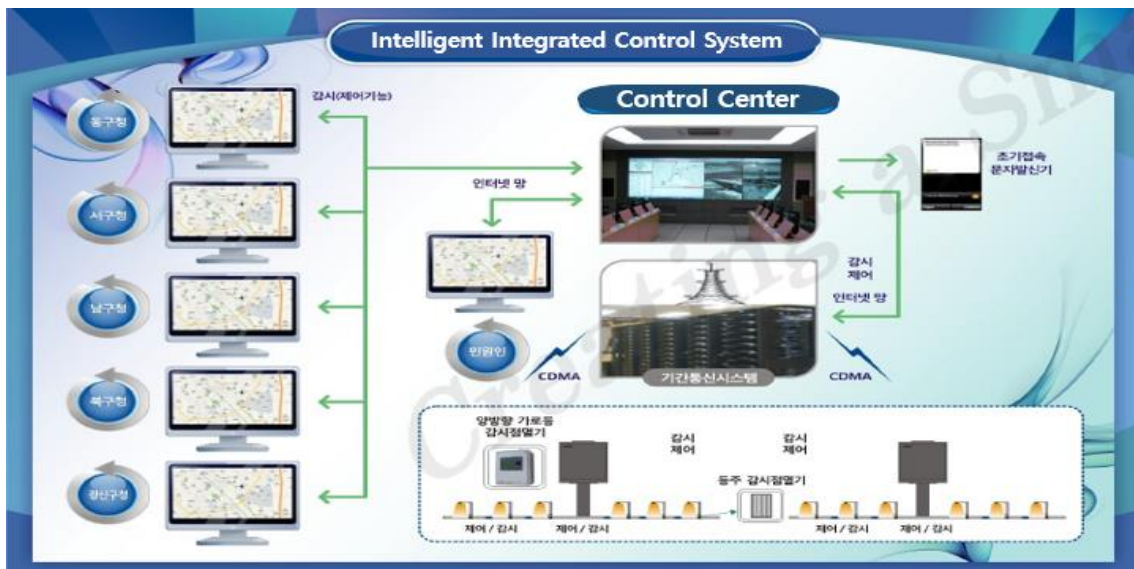 Intelligent Integrated Control System
Control Center
감시(제어기능)
동구청
서구청
남구청
북구청
광산구청
인터넷 망
민원인
초기접속
문자발신기
감시
제어
인터넷 망
기간통신시스템
CDMA
CDMA
양방향 가로등
감시점멸기
감시
제어
감시
제어
등주 감시점멸기
제어 / 감시
제어 / 감시
제어 / 감시
제어 / 감시
Creating a Sm